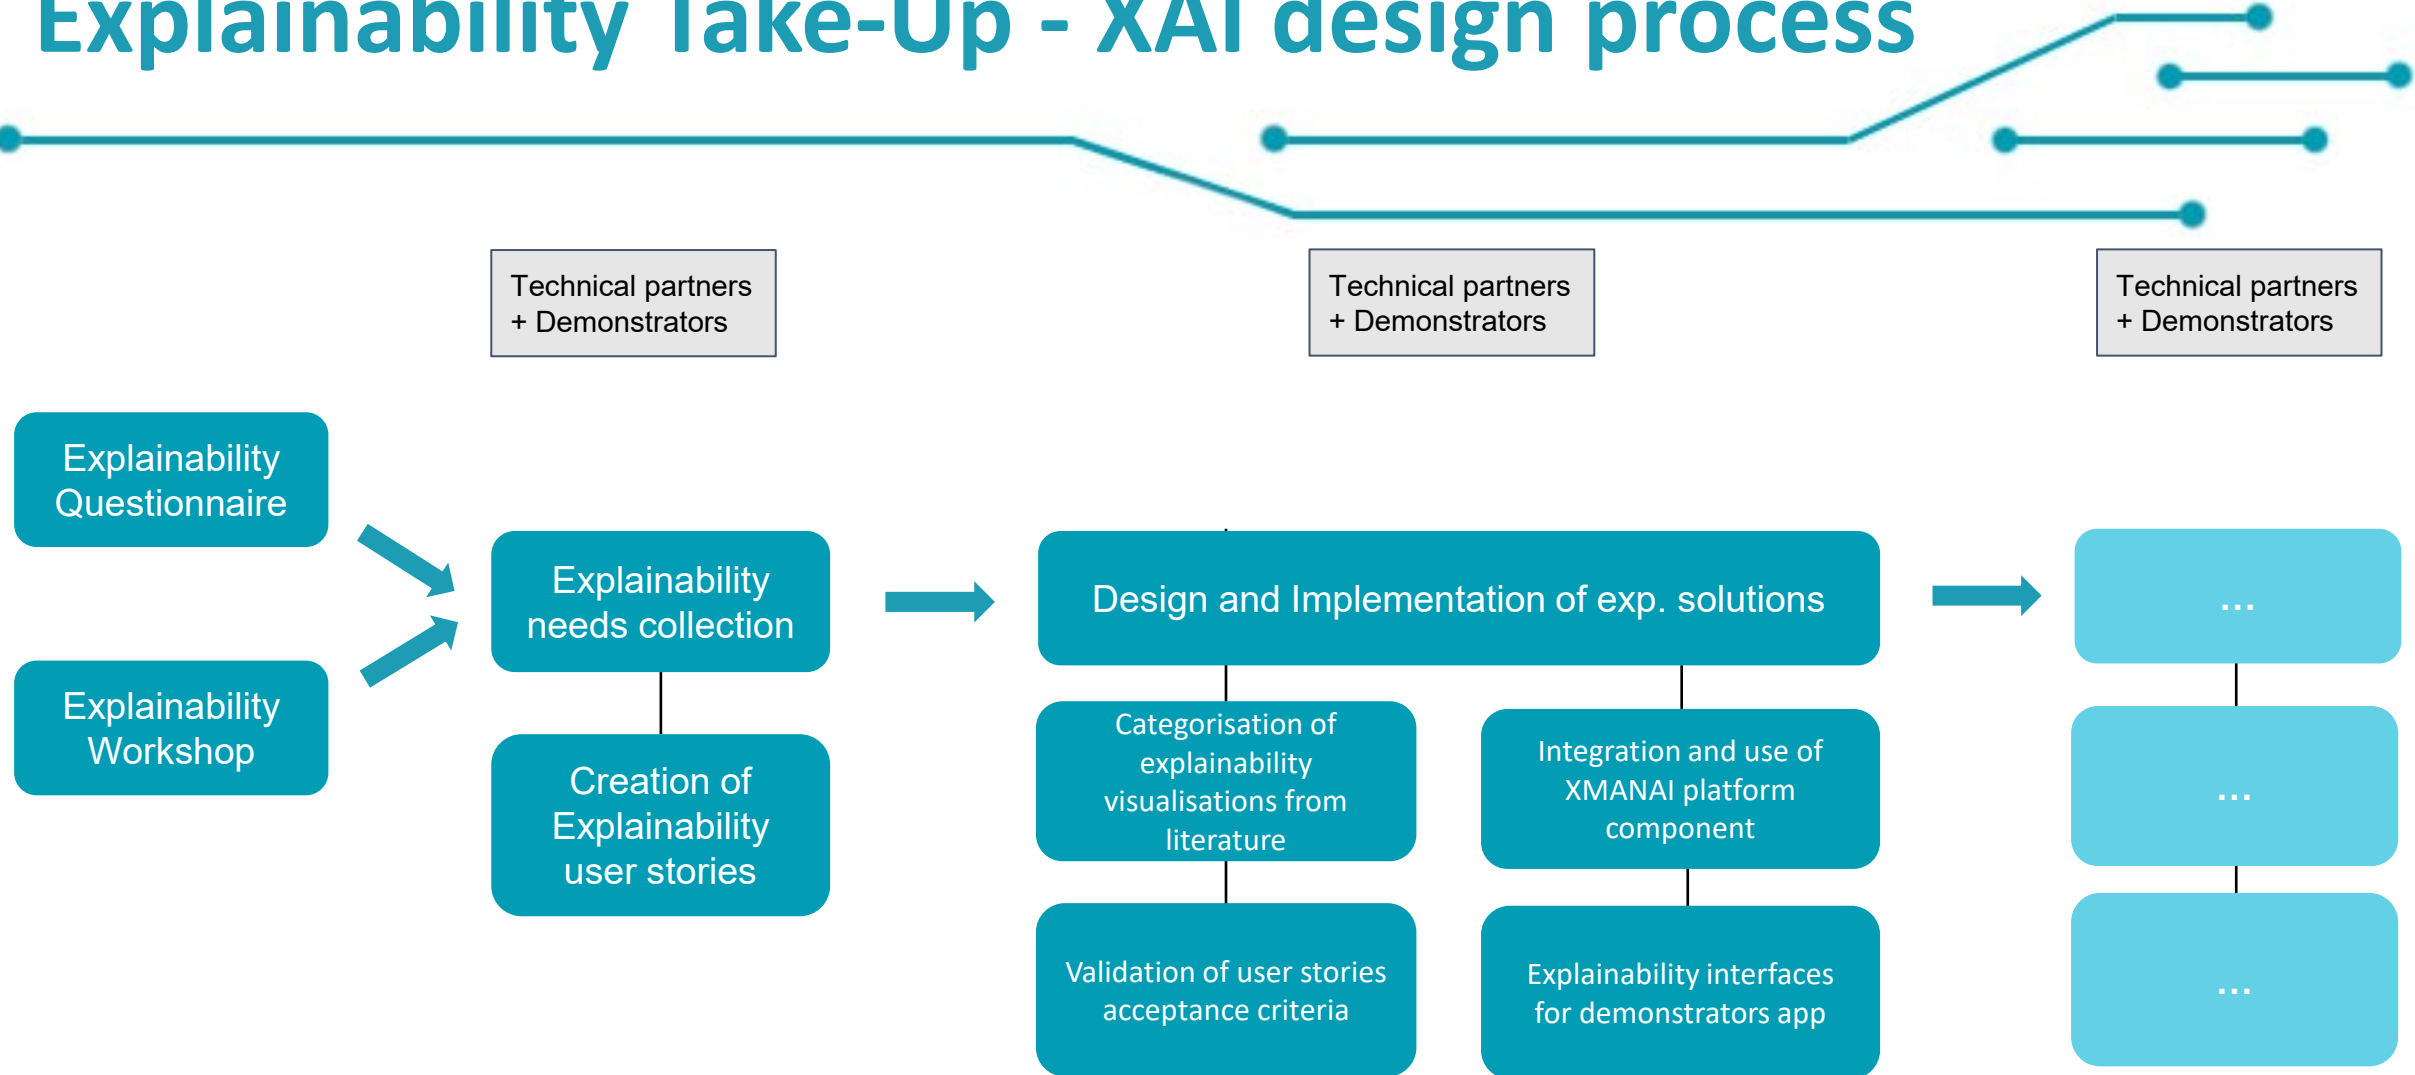 Explainability Take-Up - XAI design process
Technical partners
+ Demonstrators
Technical partners
+ Demonstrators
Technical partners
+ Demonstrators
Explainability
Questionnaire
Explainability
Workshop
Explainability
needs collection
Creation of
Explainability
user stories
Design and Implementation of exp. solutions
Categorisation of
explainability
visualisations from
literature
Validation of user stories
acceptance criteria
Integration and use of
XMANAI platform
component
Explainability interfaces
for demonstrators app
...
...
...